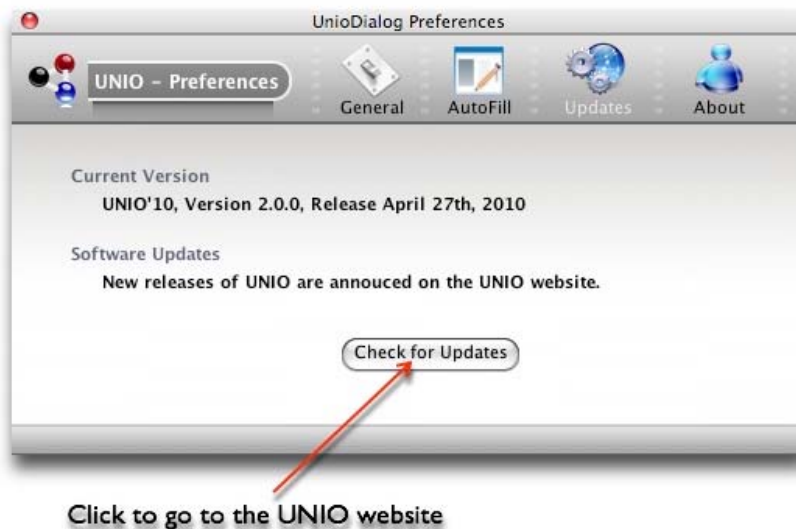 UnioDialog Preferences
UNIO - Preferences
General
AutoFill
Updates
About
Current Version
UNIO'10, Version 2.0.0, Release April 27th, 2010
Software Updates
New releases of UNIO are annouced on the UNIO website.
Check for Updates
Click to go to the UNIO website